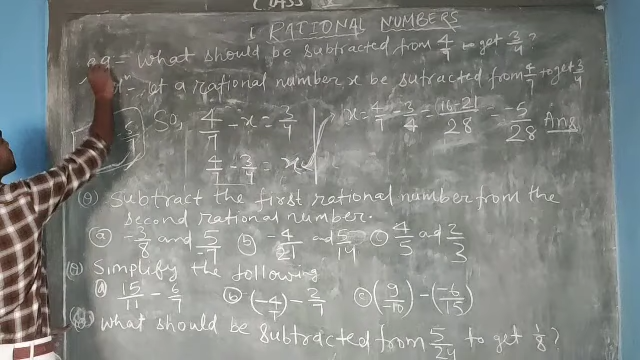 CLASS
1. RATIONAL NUMBERS
eg = What should be subtracted from 4/7 to get 3/4?
let a rational number x be subtracted from 4/7 to get 3/4
So, 4/7 - x = 3/4
4/7 - 3/4 = x
x = 4/7 - 3/4 = (16-21)/28 = -5/28 Ans
Subtract the first rational number from the
second rational number.
(a) -3/8 and 5/-7 (b) -4/21 and 5/14 (c) 4/5 ad 2/3
Simplify the following
(a) 15/11 - 6/7 (b) (-4/7) - 2/7 (c) (9/-10) - (-6/15)
What should be subtracted from 5/24 to get 1/8?